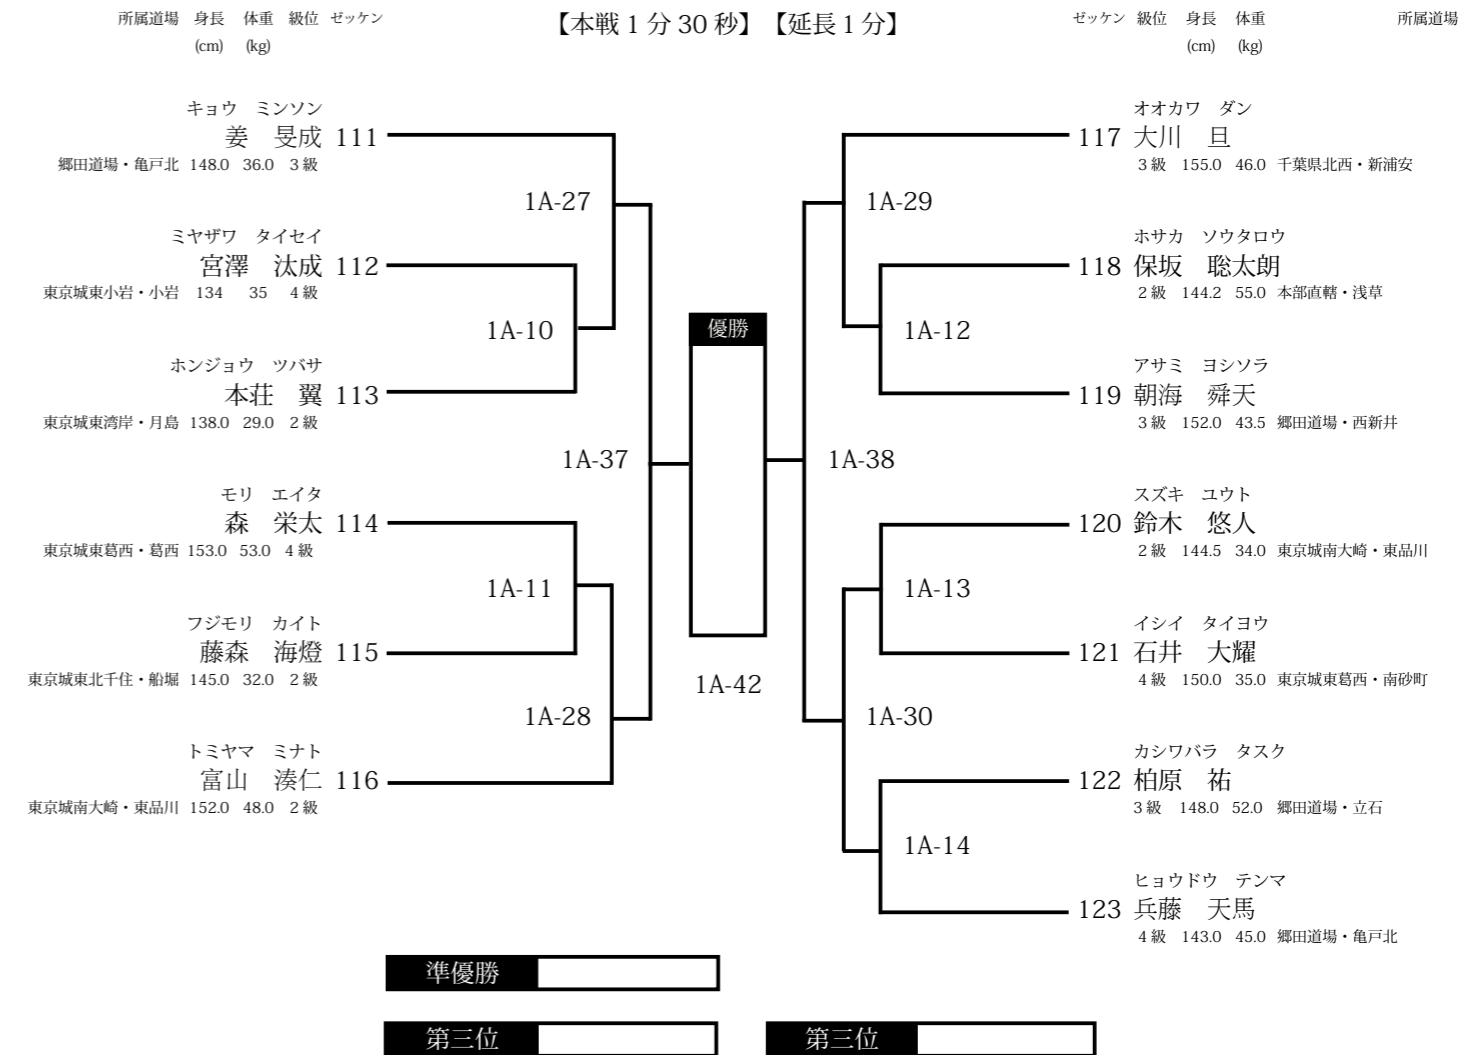 所属道場 身長 体重 級位 ゼッケン
(cm) (kg)
【本戦1分30秒】【延長1分】
ゼッケン 級位 身長 体重 所属道場
(cm) (kg)
キョウ ミンソン
姜 旻成 111
郷田道場・亀戸北 148.0 36.0 3級
1A-27
ミヤザワ タイセイ
宮澤 汰成 112
東京城東小岩・小岩 134 35 4級
1A-10
ホンジョウ ツバサ
本荘 翼 113
東京城東湾岸・月島 138.0 29.0 2級
1A-37
モリ エイタ
森 栄太 114
東京城東葛西・葛西 153.0 53.0 4級
1A-11
フジモリ カイト
藤森 海燈 115
東京城東北千住・船堀 145.0 32.0 2級
1A-28
トミヤマ ミナト
富山 湊仁 116
東京城南大崎・東品川 152.0 48.0 2級
優勝
1A-42
オオカワ ダン
117 大川 旦
3級 155.0 46.0 千葉県北西・新浦安
1A-29
ホサカ ソウタロウ
118 保坂 聡太朗
2級 144.2 55.0 本部直轄・浅草
1A-12
アサミ ヨシソラ
119 朝海 舜天
3級 152.0 43.5 郷田道場・西新井
1A-38
スズキ ユウト
120 鈴木 悠人
2級 144.5 34.0 東京城南大崎・東品川
1A-13
イシイ タイヨウ
121 石井 大耀
4級 150.0 35.0 東京城東葛西・南砂町
1A-30
カシワバラ タスク
122 柏原 祐
3級 148.0 52.0 郷田道場・立石
1A-14
ヒョウドウ テンマ
123 兵藤 天馬
4級 143.0 45.0 郷田道場・亀戸北
準優勝
第三位
第三位